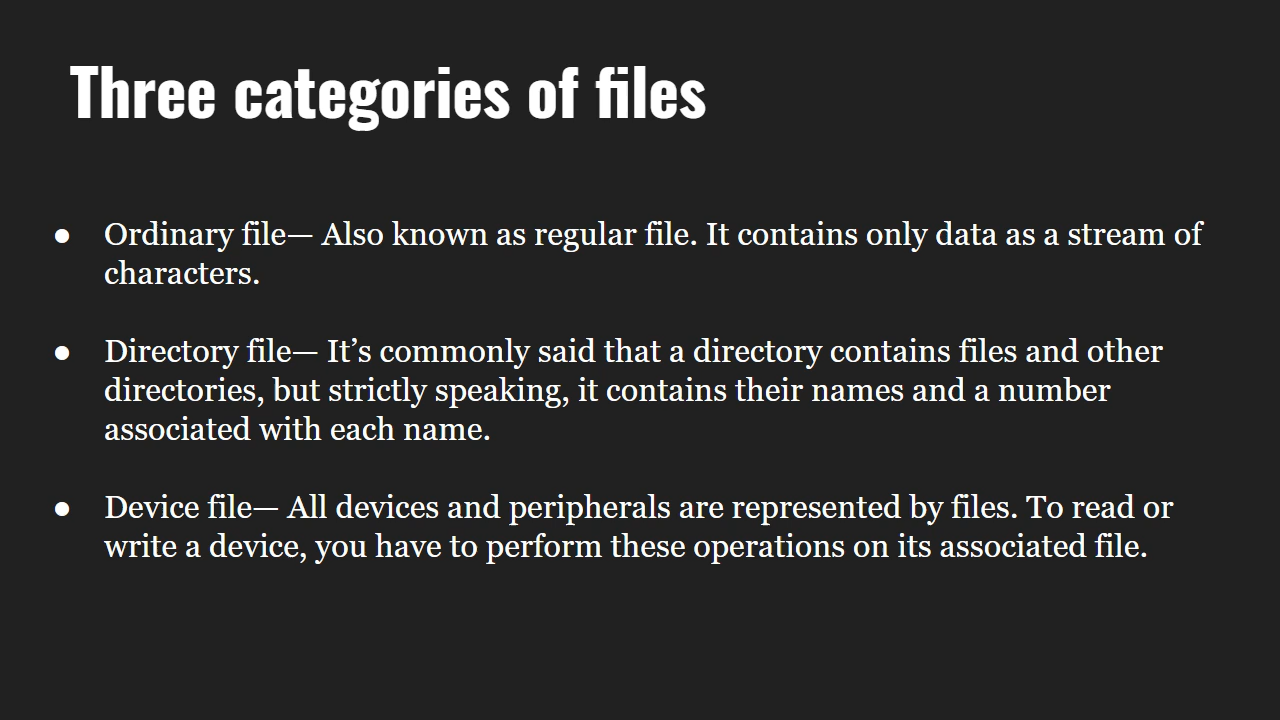 Three categories of files
● Ordinary file— Also known as regular file. It contains only data as a stream of
characters.
● Directory file— It’s commonly said that a directory contains files and other
directories, but strictly speaking, it contains their names and a number
associated with each name.
● Device file— All devices and peripherals are represented by files. To read or
write a device, you have to perform these operations on its associated file.